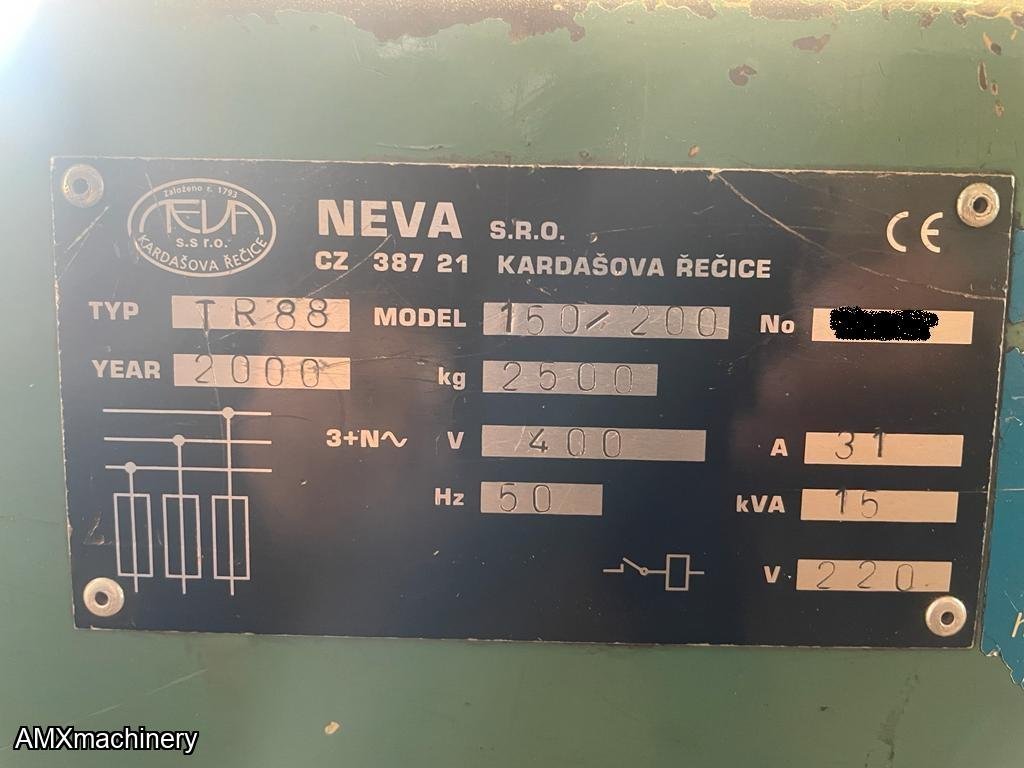 Založeno r. 1793
NEVA
s.s r.o.
KARDAŠOVA ŘEČICE
NEVA S.R.O.
CZ 387 21 KARDAŠOVA ŘEČICE
CE
TYP TR88 MODEL 150/200 No
YEAR 2000 kg 2500
3+N∿ V 400 A 31
Hz 50 kVA 15
V 220
AMXmachinery